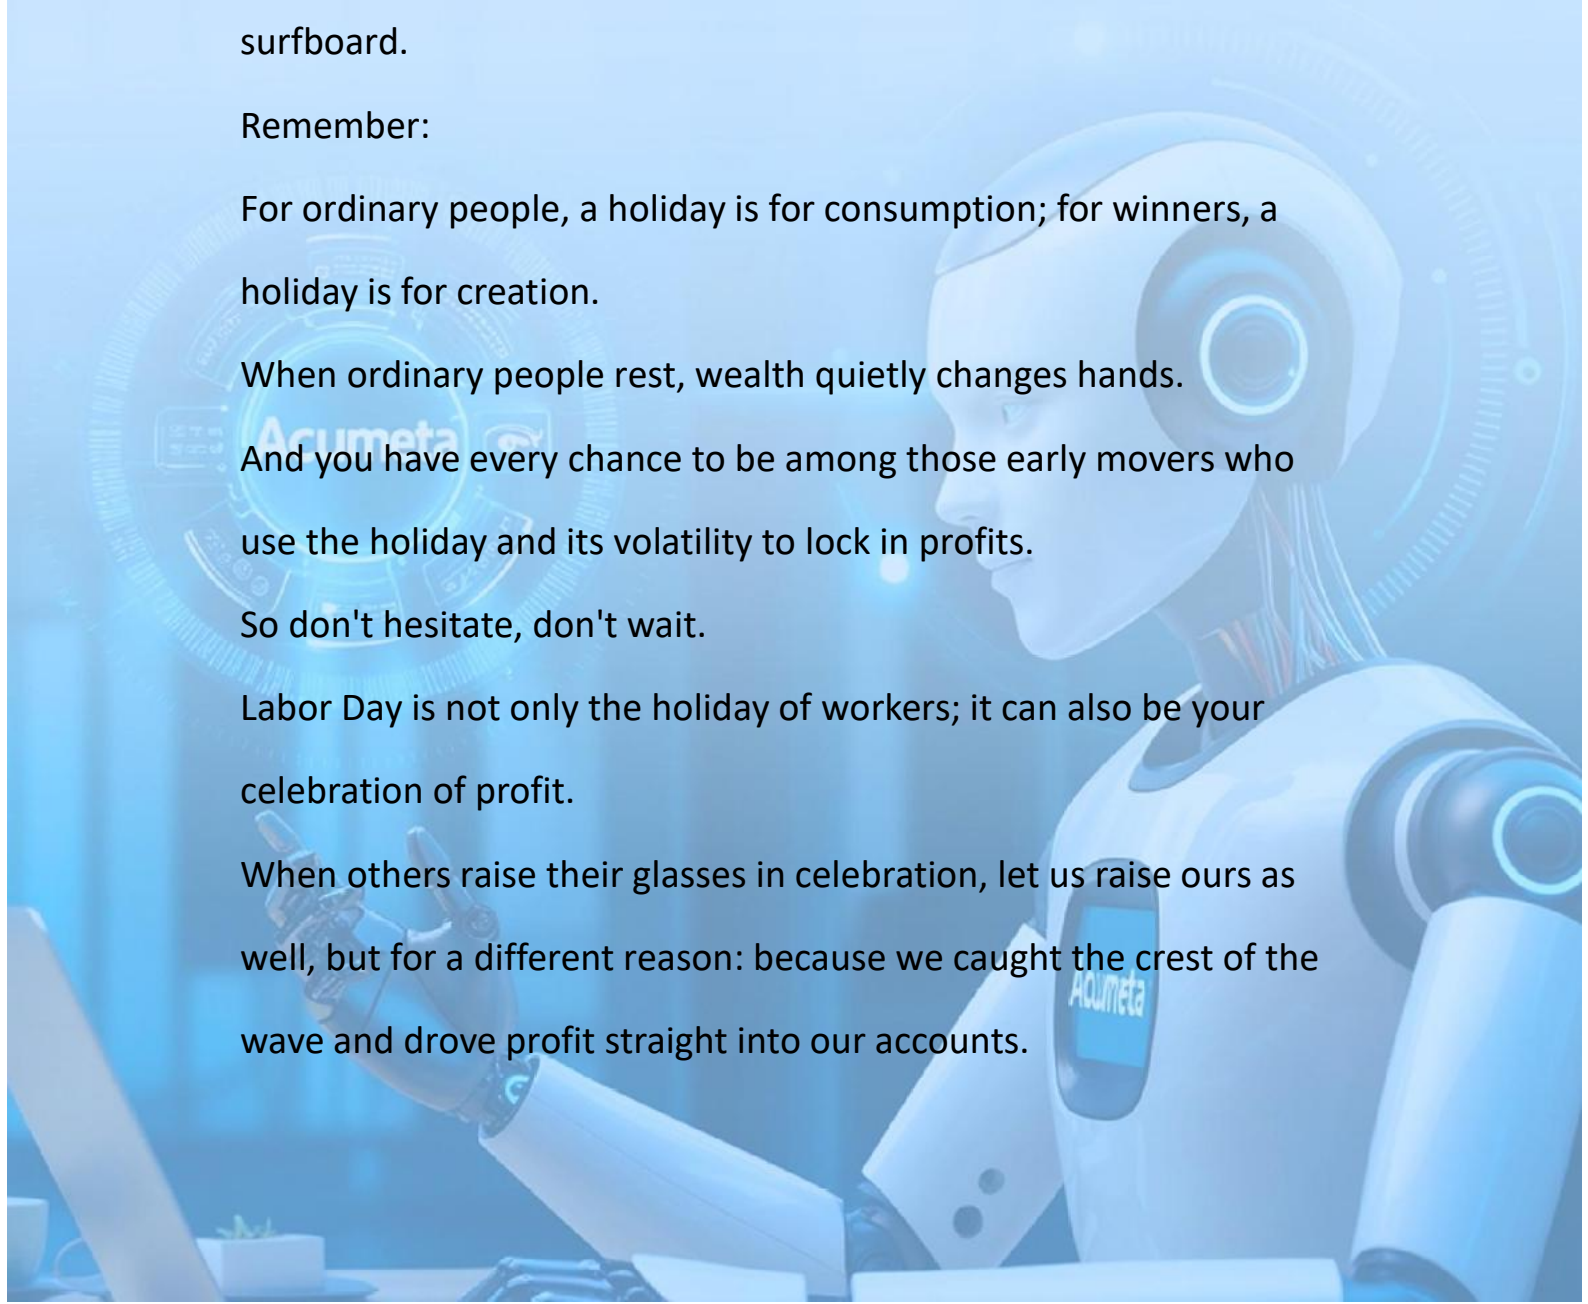 surfboard.
Remember:
For ordinary people, a holiday is for consumption; for winners, a
holiday is for creation.
When ordinary people rest, wealth quietly changes hands.
Acumeta
And you have every chance to be among those early movers who
use the holiday and its volatility to lock in profits.
So don't hesitate, don't wait.
Labor Day is not only the holiday of workers; it can also be your
celebration of profit.
When others raise their glasses in celebration, let us raise ours as
well, but for a different reason: because we caught the crest of the
Acumeta
wave and drove profit straight into our accounts.